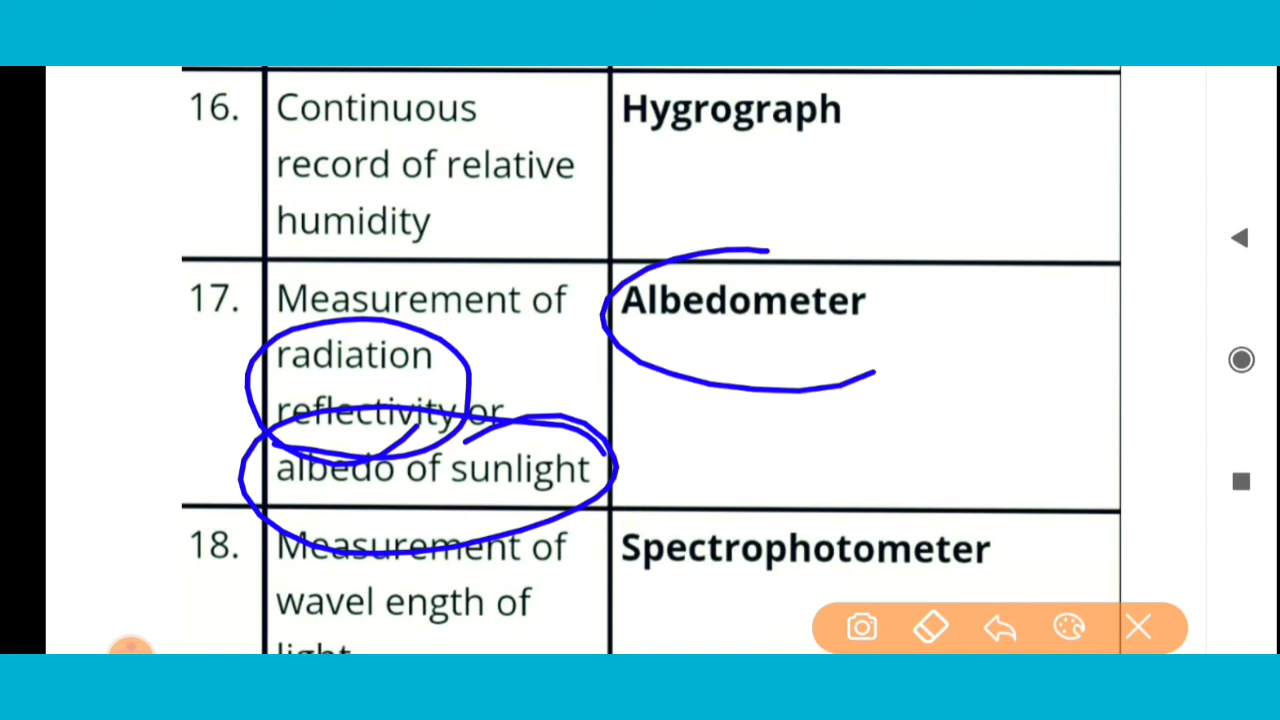 16. Continuous Hygrograph
record of relative
humidity
17. Measurement of Albedometer
radiation
reflectivity or
albedo of sunlight
18. Measurement of Spectrophotometer
wavel ength of
light